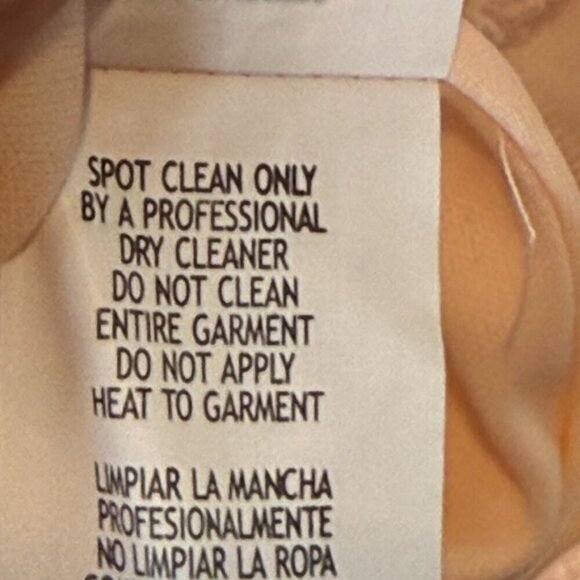 SPOT CLEAN ONLY
BY A PROFESSIONAL
DRY CLEANER
DO NOT CLEAN
ENTIRE GARMENT
DO NOT APPLY
HEAT TO GARMENT
LIMPIAR LA MANCHA
PROFESIONALMENTE
NO LIMPIAR LA ROPA